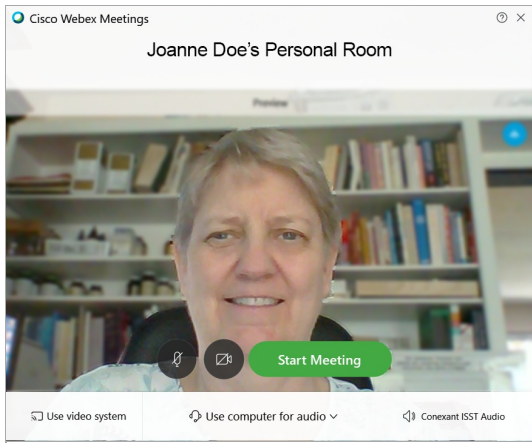 Cisco Webex Meetings
Joanne Doe's Personal Room
Preview
Start Meeting
Use video system
Use computer for audio
Conexant ISST Audio